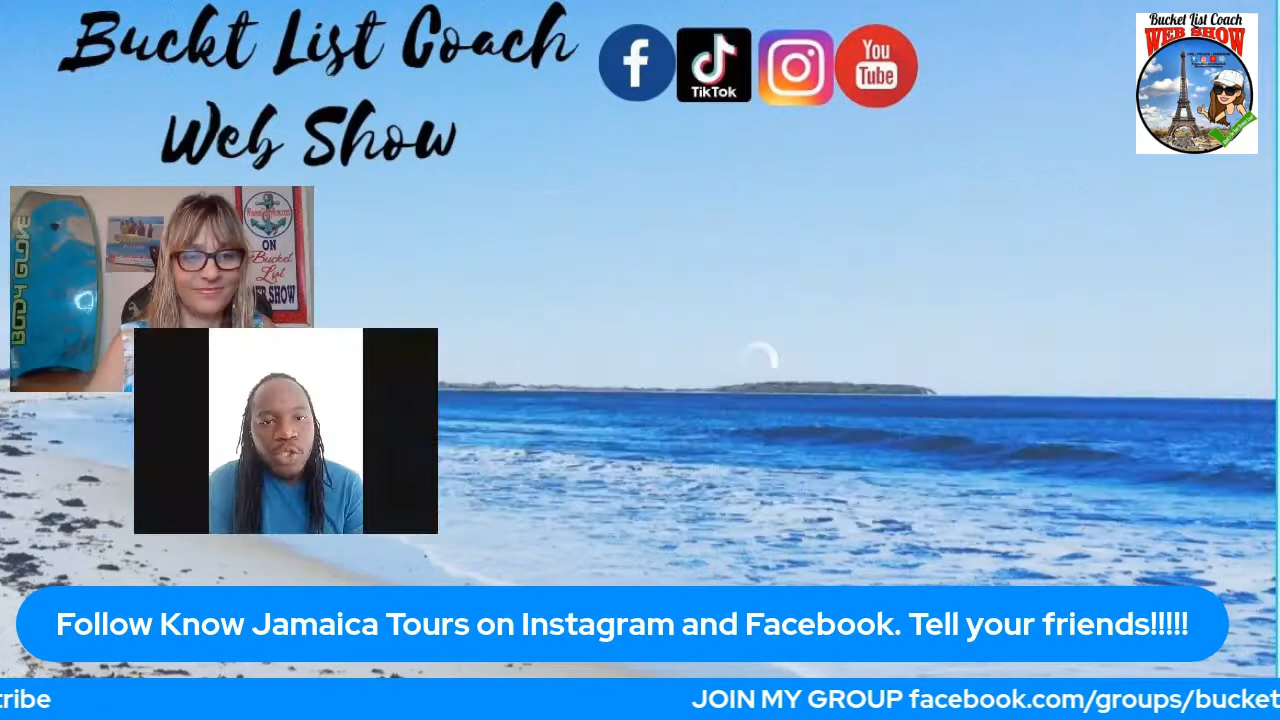 Buckt List Coach
Web Show
TikTok
You
Tube
Bucket List Coach
WEB SHOW
BODY GLOVE
ON
Bucket
List
WEB SHOW
Follow Know Jamaica Tours on Instagram and Facebook. Tell your friends!!!!!
tribe
JOIN MY GROUP facebook.com/groups/bucket